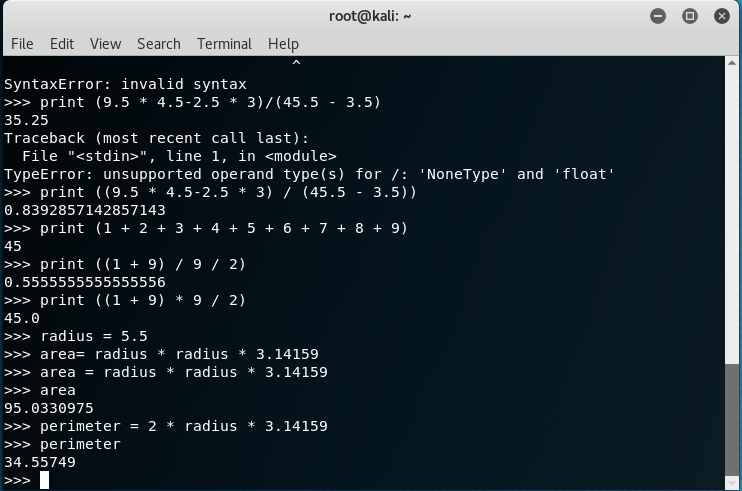 root@kali: ~
File Edit View Search Terminal Help
^
SyntaxError: invalid syntax
>>> print (9.5 * 4.5-2.5 * 3)/(45.5 - 3.5)
35.25
Traceback (most recent call last):
  File "<stdin>", line 1, in <module>
TypeError: unsupported operand type(s) for /: 'NoneType' and 'float'
>>> print ((9.5 * 4.5-2.5 * 3) / (45.5 - 3.5))
0.8392857142857143
>>> print (1 + 2 + 3 + 4 + 5 + 6 + 7 + 8 + 9)
45
>>> print ((1 + 9) / 9 / 2)
0.5555555555555556
>>> print ((1 + 9) * 9 / 2)
45.0
>>> radius = 5.5
>>> area= radius * radius * 3.14159
>>> area = radius * radius * 3.14159
>>> area
95.0330975
>>> perimeter = 2 * radius * 3.14159
>>> perimeter
34.55749
>>>